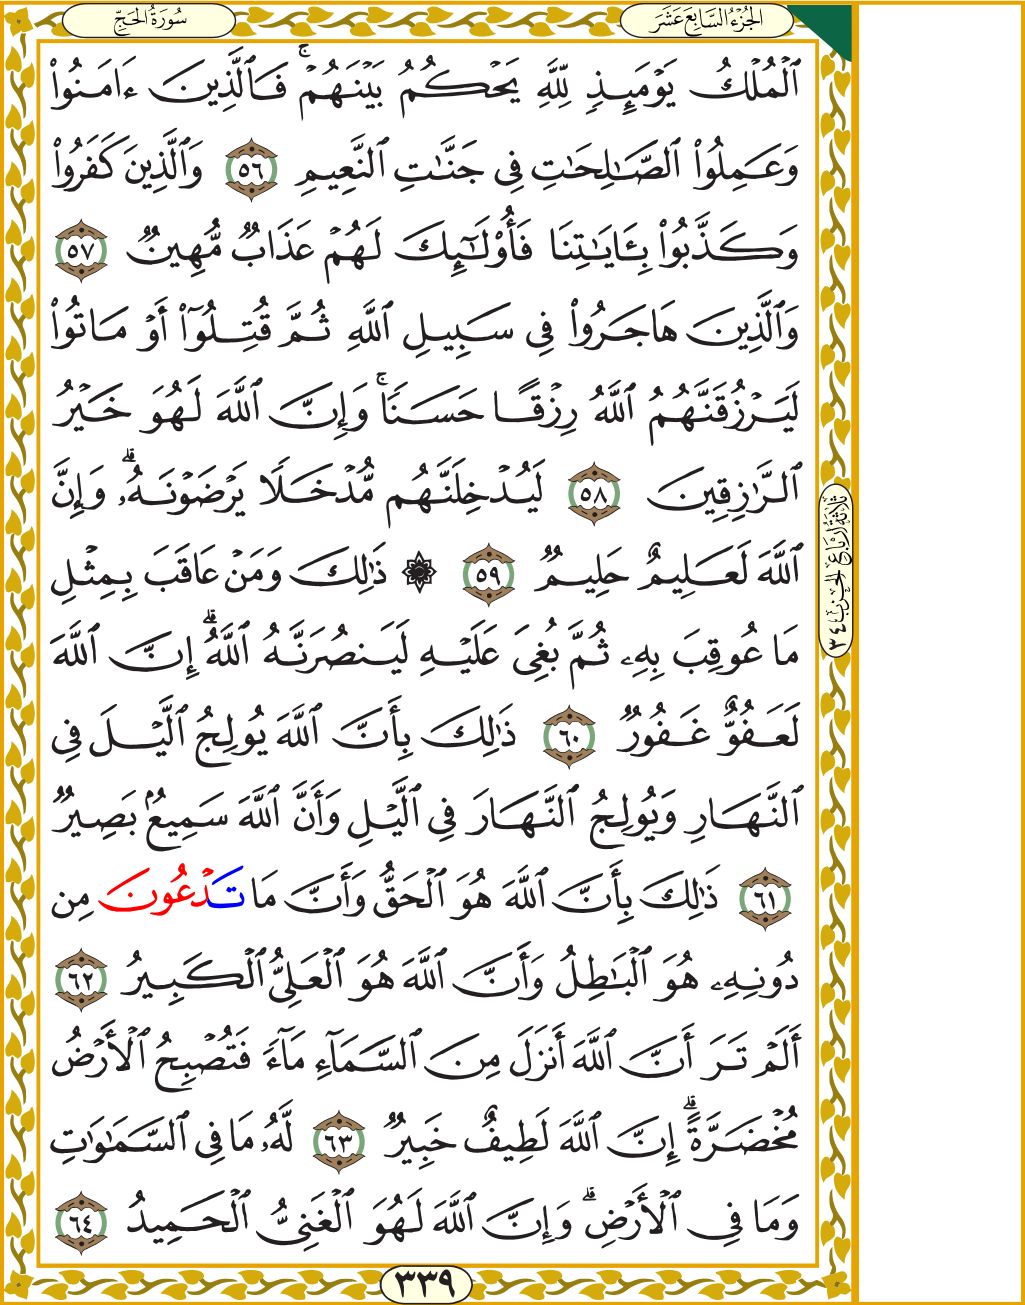 سُورَةُ الحَجِّ
الجُزْءُ السَّابِعَ عَشَرَ
ٱلۡمُلۡكُ يَوۡمَئِذٖ لِّلَّهِ يَحۡكُمُ بَيۡنَهُمۡۚ فَٱلَّذِينَ ءَامَنُواْ
وَعَمِلُواْ ٱلصَّٰلِحَٰتِ فِي جَنَّٰتِ ٱلنَّعِيمِ ٥٦ وَٱلَّذِينَ كَفَرُواْ
وَكَذَّبُواْ بِـَٔايَٰتِنَا فَأُوْلَٰٓئِكَ لَهُمۡ عَذَابٞ مُّهِينٞ ٥٧
وَٱلَّذِينَ هَاجَرُواْ فِي سَبِيلِ ٱللَّهِ ثُمَّ قُتِلُوٓاْ أَوۡ مَاتُواْ
لَيَرۡزُقَنَّهُمُ ٱللَّهُ رِزۡقًا حَسَنٗاۚ وَإِنَّ ٱللَّهَ لَهُوَ خَيۡرُ
ٱلرَّٰزِقِينَ ٥٨ لَيُدۡخِلَنَّهُم مُّدۡخَلٗا يَرۡضَوۡنَهُۥۚ وَإِنَّ
ٱللَّهَ لَعَلِيمٌ حَلِيمٞ ٥٩ ۞ ذَٰلِكَۖ وَمَنۡ عَاقَبَ بِمِثۡلِ
مَا عُوقِبَ بِهِۦ ثُمَّ بُغِيَ عَلَيۡهِ لَيَنصُرَنَّهُ ٱللَّهُۚ إِنَّ ٱللَّهَ
لَعَفُوٌّ غَفُورٞ ٦٠ ذَٰلِكَ بِأَنَّ ٱللَّهَ يُولِجُ ٱلَّيۡلَ فِي
ٱلنَّهَارِ وَيُولِجُ ٱلنَّهَارَ فِي ٱلَّيۡلِ وَأَنَّ ٱللَّهَ سَمِيعُۢ بَصِيرٞ
٦١ ذَٰلِكَ بِأَنَّ ٱللَّهَ هُوَ ٱلۡحَقُّ وَأَنَّ مَا تَدۡعُونَ مِن
دُونِهِۦ هُوَ ٱلۡبَٰطِلُ وَأَنَّ ٱللَّهَ هُوَ ٱلۡعَلِيُّ ٱلۡكَبِيرُ ٦٢
أَلَمۡ تَرَ أَنَّ ٱللَّهَ أَنزَلَ مِنَ ٱلسَّمَآءِ مَآءٗ فَتُصۡبِحُ ٱلۡأَرۡضُ
مُخۡضَرَّةًۚ إِنَّ ٱللَّهَ لَطِيفٌ خَبِيرٞ ٦٣ لَّهُۥ مَا فِي ٱلسَّمَٰوَٰتِ
وَمَا فِي ٱلۡأَرۡضِۚ وَإِنَّ ٱللَّهَ لَهُوَ ٱلۡغَنِيُّ ٱلۡحَمِيدُ ٦٤
ثلاثة أرباع الحزب ٣٤
٣٣٩